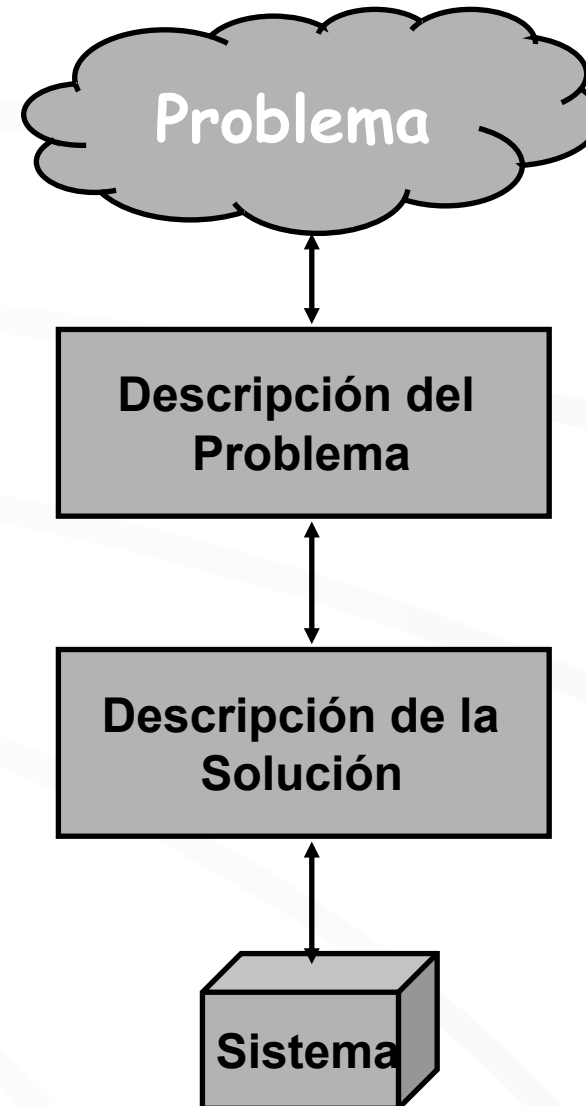 Problema
Descripción del
Problema
Descripción de la
Solución
Sistema